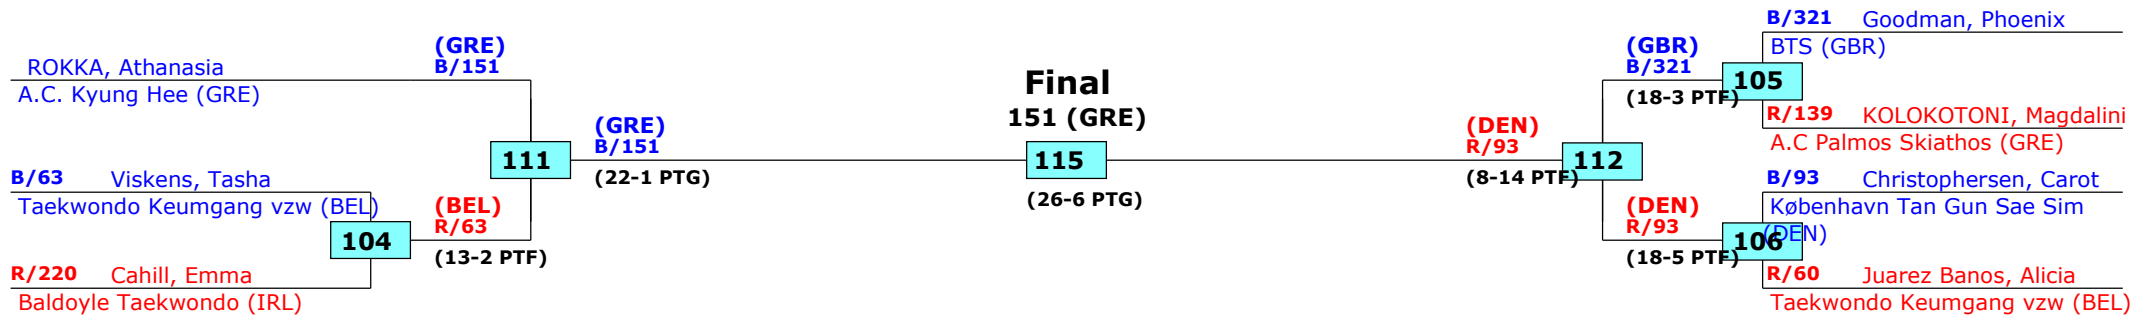 ROKKA, Athanasia
A.C. Kyung Hee (GRE)
B/63 Viskens, Tasha
Taekwondo Keumgang vzw (BEL)
104
R/220 Cahill, Emma
Baldoyle Taekwondo (IRL)
(GRE)
B/151
111
(BEL)
R/63
(13-2 PTF)
(GRE)
B/151
(22-1 PTG)
Final
151 (GRE)
115
(26-6 PTG)
(DEN)
R/93
(8-14 PTF)
112
(GBR)
B/321
(18-3 PTF)
(DEN)
R/93
(18-5 PTF)
B/321 Goodman, Phoenix
BTS (GBR)
105
R/139 KOLOKOTONI, Magdalini
A.C Palmos Skiathos (GRE)
B/93 Christophersen, Carot
København Tan Gun Sae Sim
(DEN)
106
R/60 Juarez Banos, Alicia
Taekwondo Keumgang vzw (BEL)